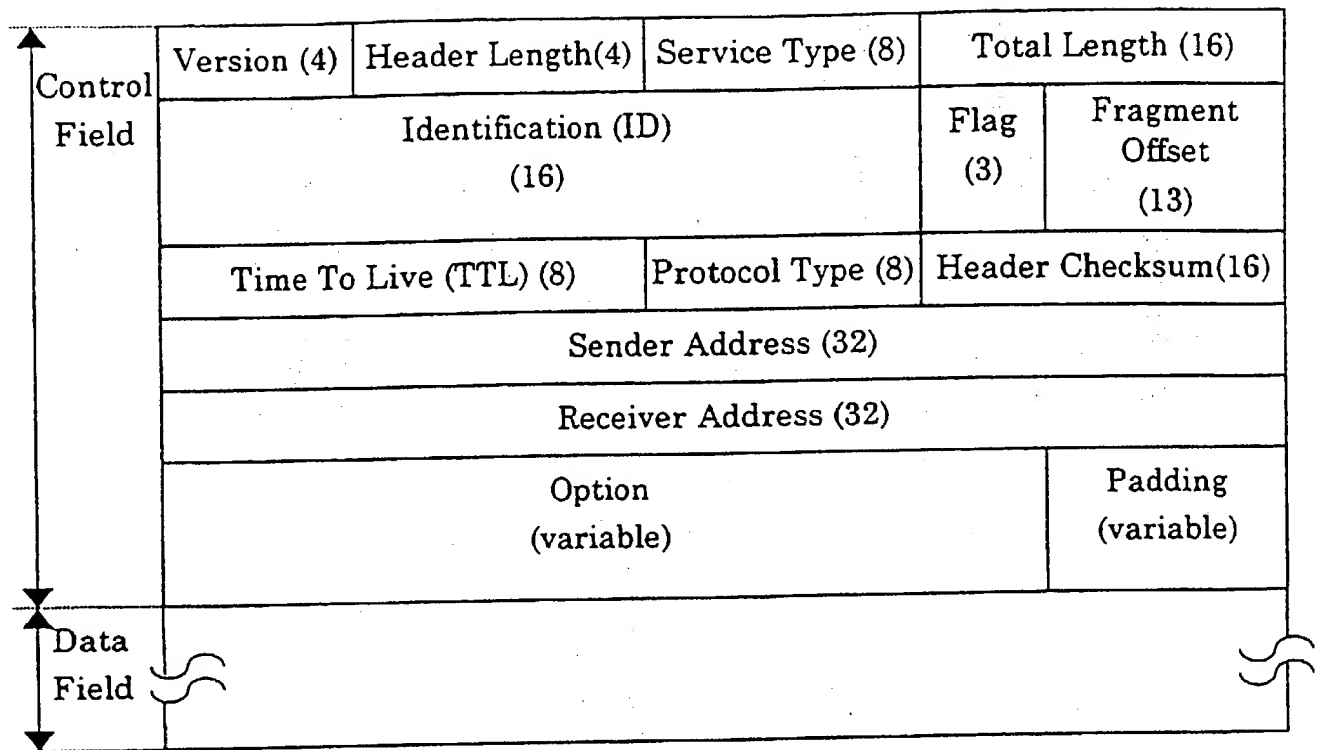 Control
Field
Version (4)
Header Length(4)
Service Type (8)
Total Length (16)
Identification (ID)
(16)
Flag
(3)
Fragment
Offset
(13)
Time To Live (TTL) (8)
Protocol Type (8)
Header Checksum(16)
Sender Address (32)
Receiver Address (32)
Option
(variable)
Padding
(variable)
Data
Field